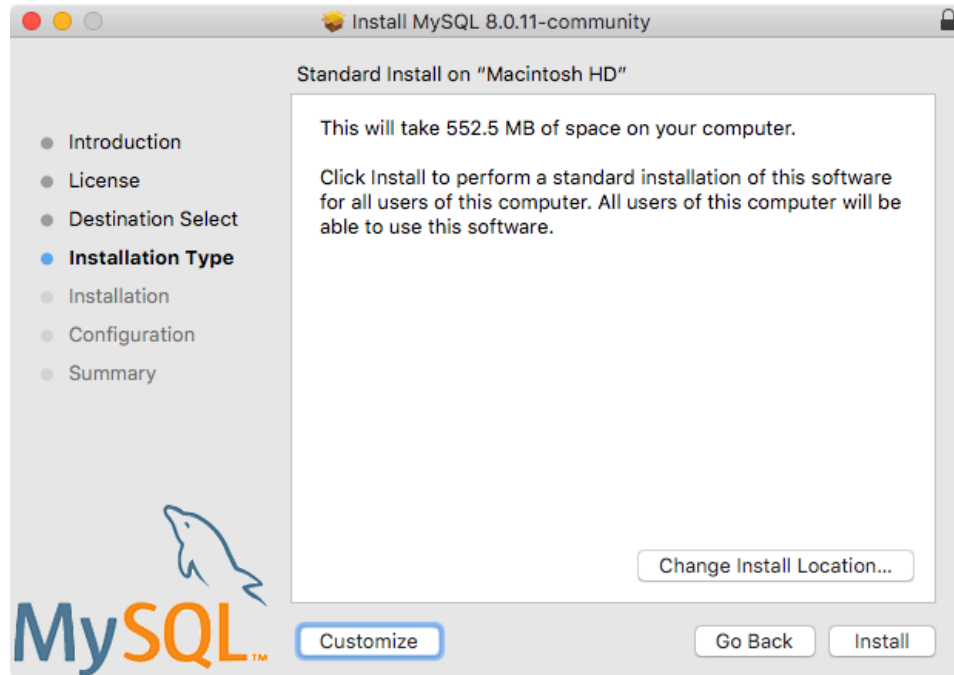 Install MySQL 8.0.11-community
Standard Install on “Macintosh HD”
Introduction
License
Destination Select
Installation Type
Installation
Configuration
Summary
This will take 552.5 MB of space on your computer.
Click Install to perform a standard installation of this software
for all users of this computer. All users of this computer will be
able to use this software.
Change Install Location...
MySQL™
Customize
Go Back
Install